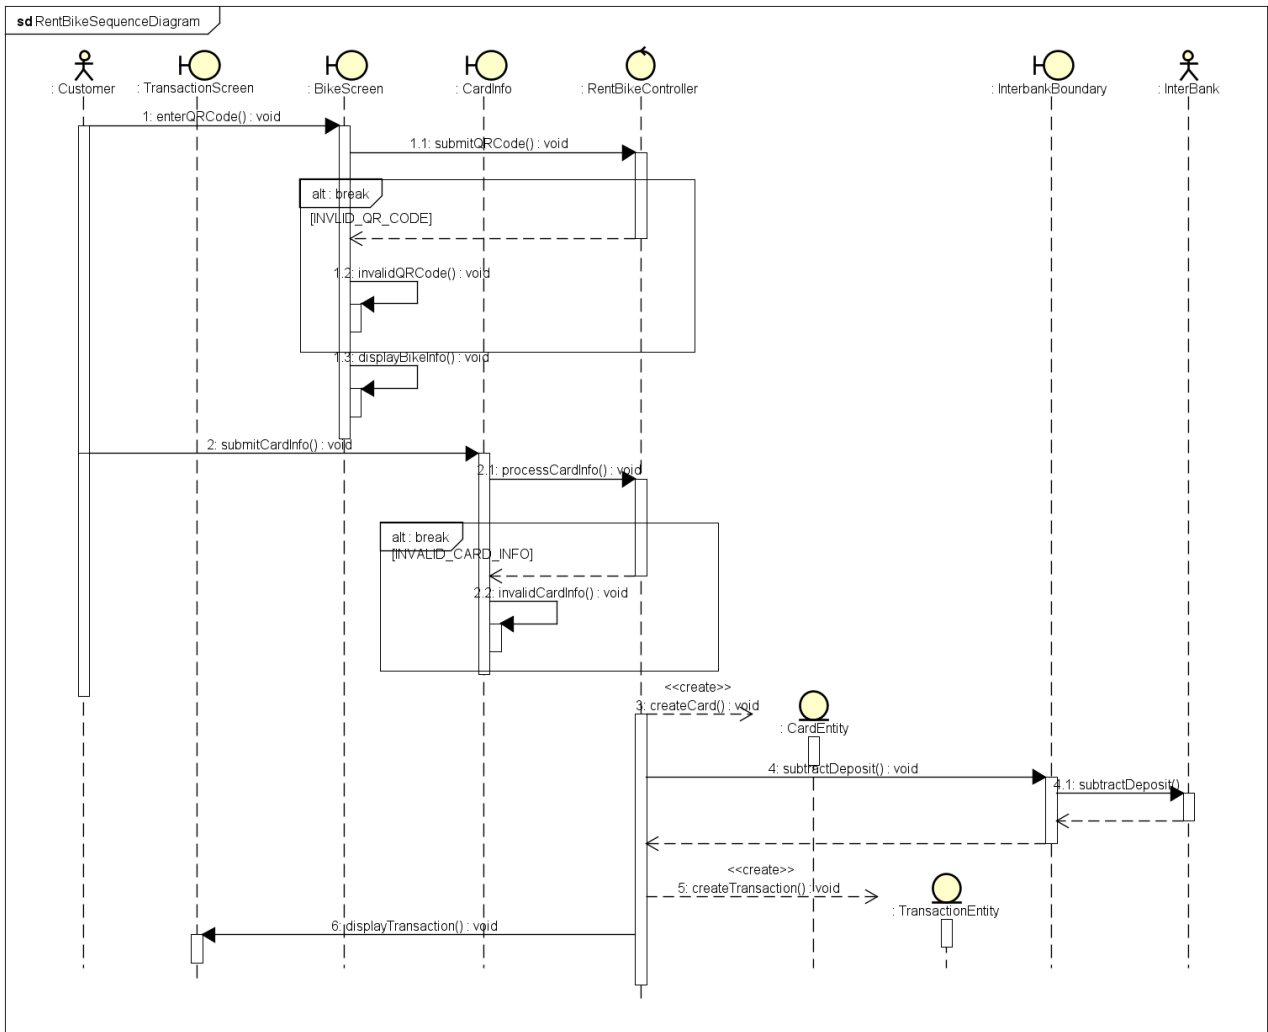 sd RentBikeSequenceDiagram
: Customer
: TransactionScreen
: BikeScreen
: CardInfo
: RentBikeController
: InterbankBoundary
: InterBank
1: enterQRCode() : void
1.1: submitQRCode() : void
alt : break
[INVLID_QR_CODE]
1.2: invalidQRCode() : void
1.3: displayBikeInfo() : void
2: submitCardInfo() : void
2.1: processCardInfo() : void
alt : break
[INVALID_CARD_INFO]
2.2: invalidCardInfo() : void
<<create>>
3: createCard() : void
: CardEntity
4: subtractDeposit() : void
4.1: subtractDeposit()
<<create>>
5: createTransaction() : void
: TransactionEntity
6: displayTransaction() : void